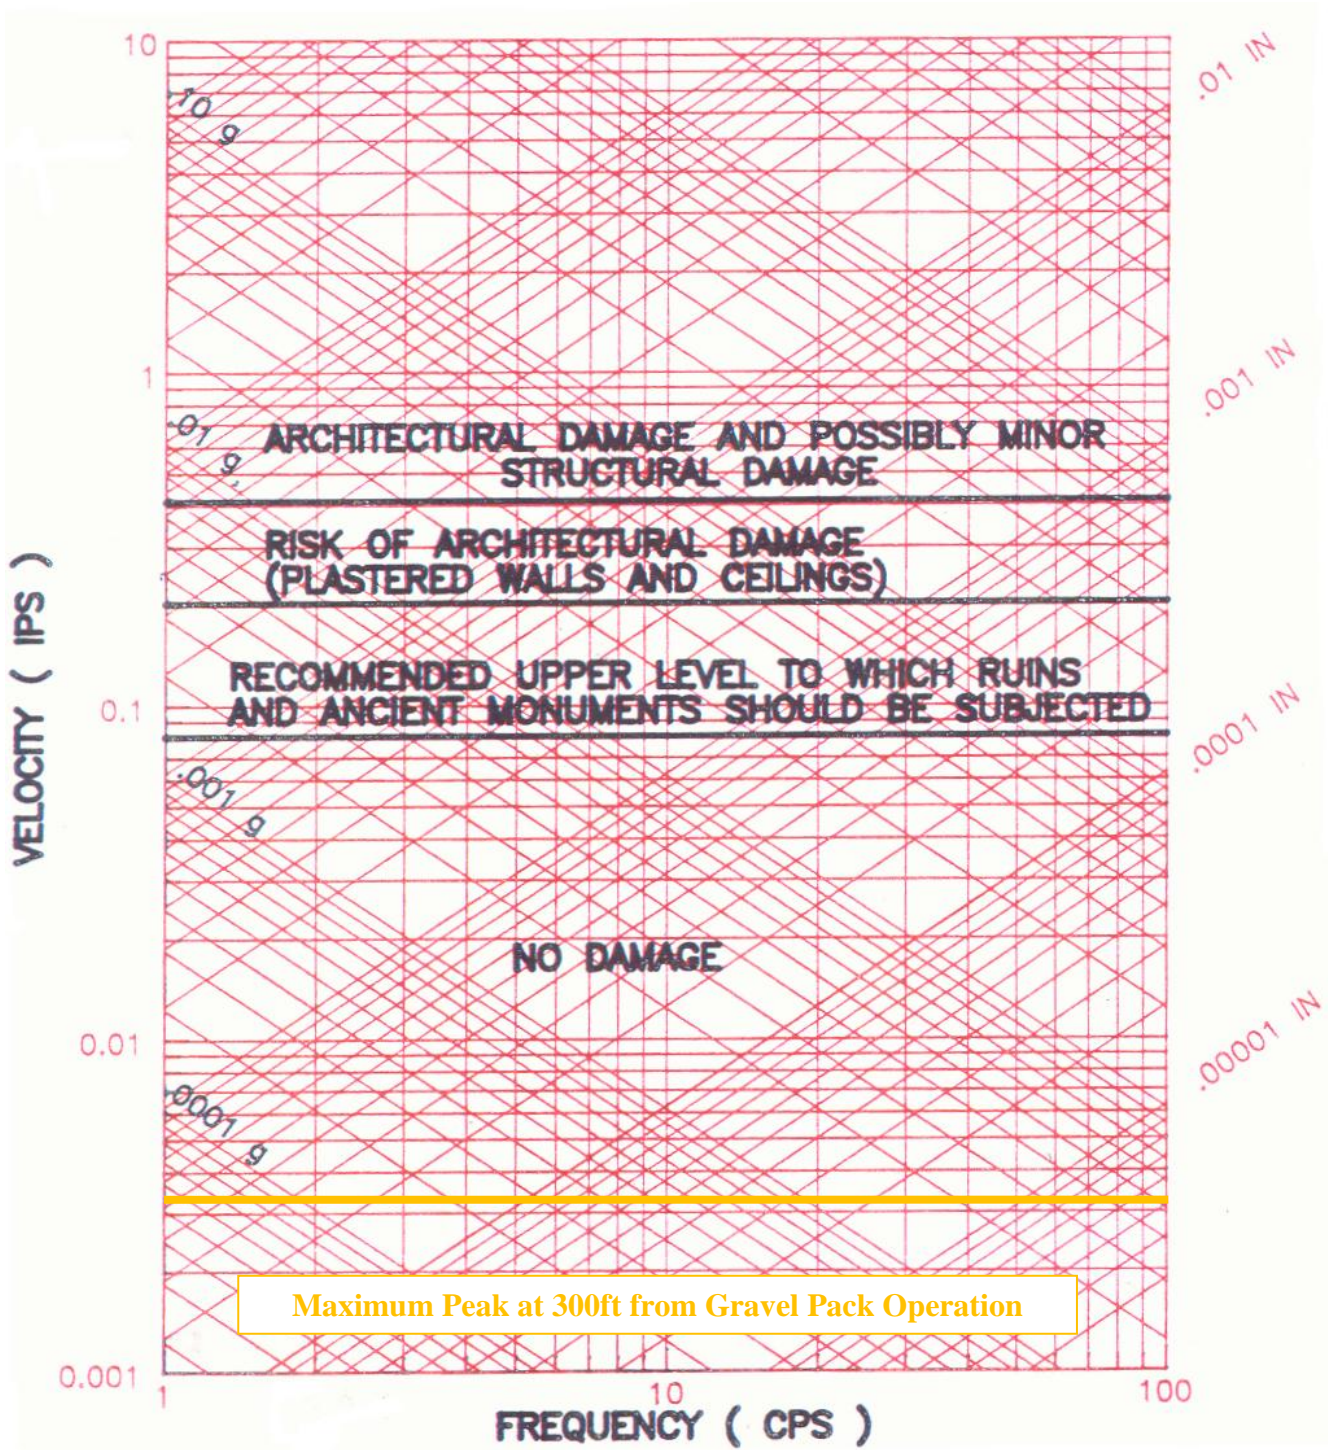 10
.10 g
.01 IN
.001 IN
1
.01 g
ARCHITECTURAL DAMAGE AND POSSIBLY MINOR
STRUCTURAL DAMAGE
RISK OF ARCHITECTURAL DAMAGE
(PLASTERED WALLS AND CEILINGS)
RECOMMENDED UPPER LEVEL TO WHICH RUINS
AND ANCIENT MONUMENTS SHOULD BE SUBJECTED
0.1
.0001 IN
.001 g
VELOCITY ( IPS )
NO DAMAGE
0.01
.00001 IN
.0001 g
Maximum Peak at 300ft from Gravel Pack Operation
0.001
1
10
100
FREQUENCY ( CPS )